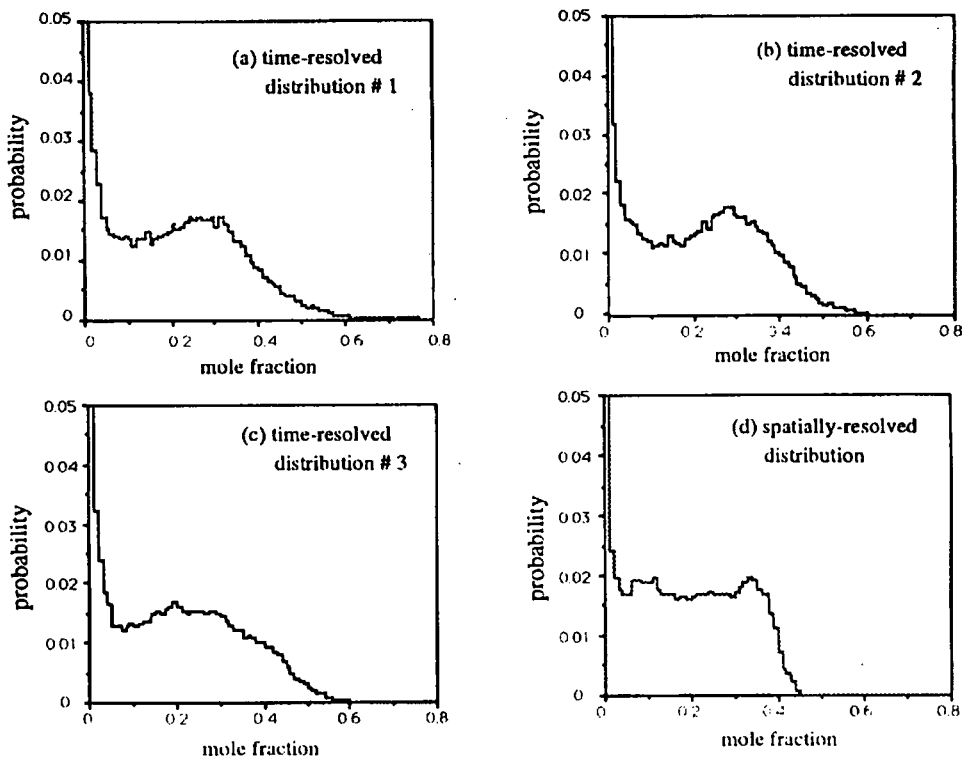 0.05
0.04
0.03
0.02
0.01
0
probability
(a) time-resolved
distribution # 1
0 0.2 0.4 0.6 0.8
mole fraction
0.05
0.04
0.03
0.02
0.01
0
probability
(b) time-resolved
distribution # 2
0 0.2 0.4 0.6 0.8
mole fraction
0.05
0.04
0.03
0.02
0.01
0
probability
(c) time-resolved
distribution # 3
0 0.2 0.4 0.6 0.8
mole fraction
0.05
0.04
0.03
0.02
0.01
0
probability
(d) spatially-resolved
distribution
0 0.2 0.4 0.6 0.8
mole fraction